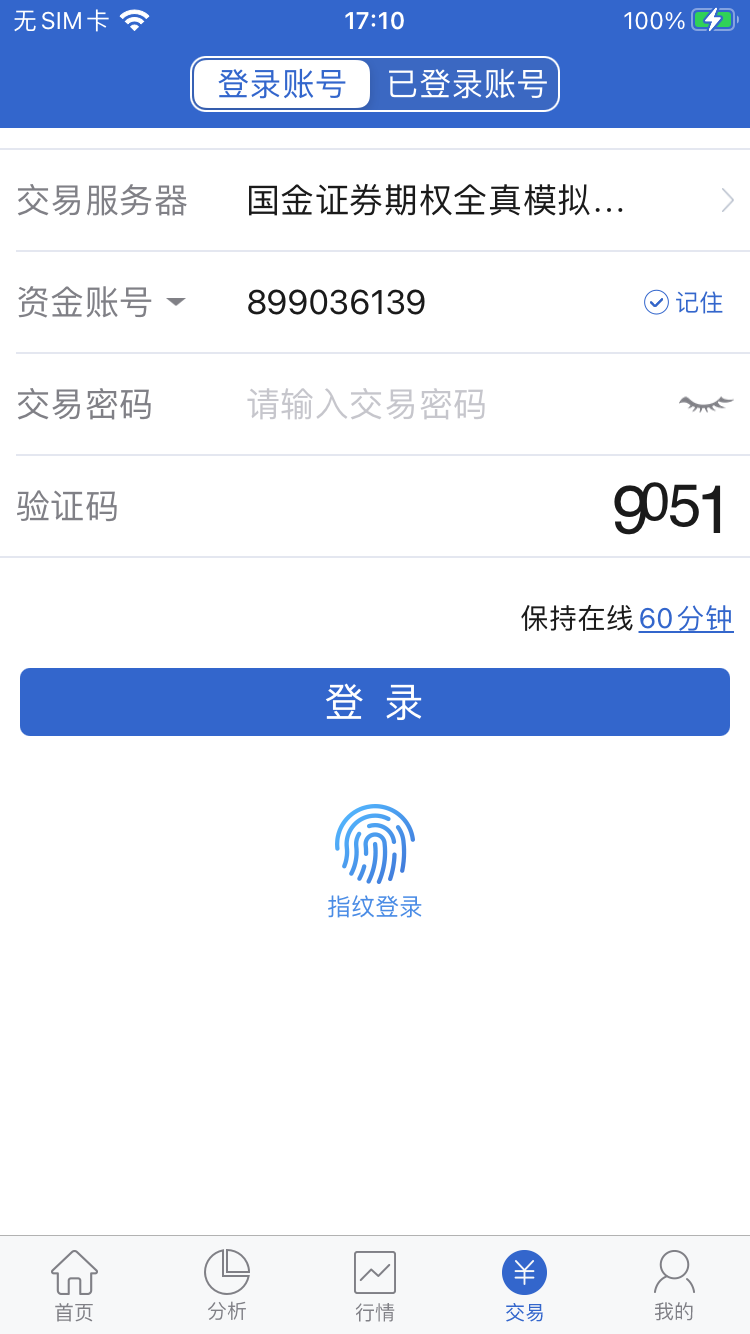 无SIM卡 17:10 100%
登录账号 已登录账号
交易服务器 国金证券期权全真模拟...
资金账号 899036139 记住
交易密码 请输入交易密码
验证码 9051
保持在线 60分钟
登 录
指纹登录
首页 分析 行情 交易 我的